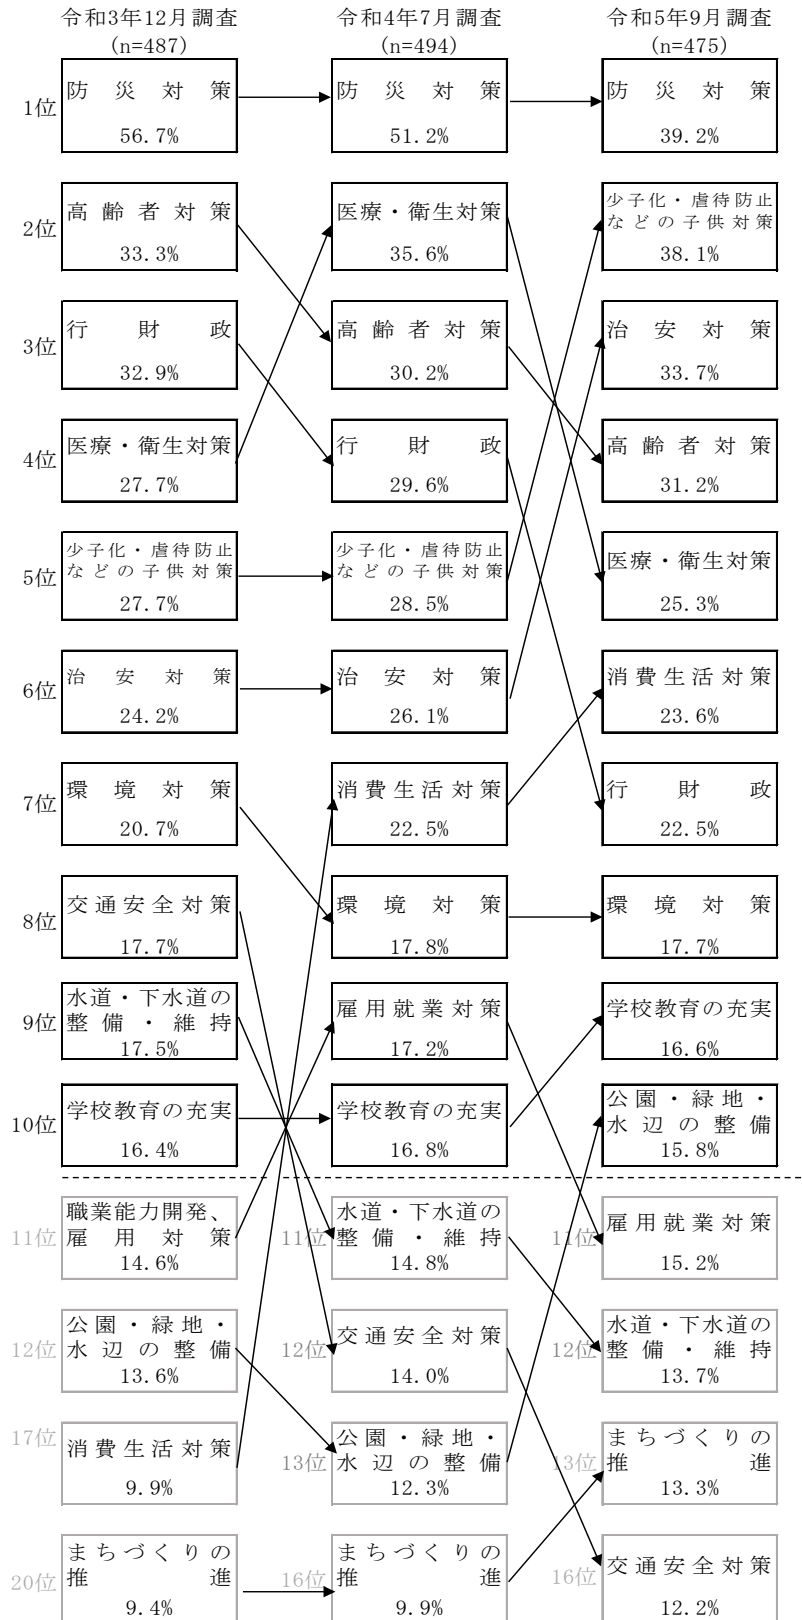 令和3年12月調査 令和4年7月調査 令和5年9月調査
(n=487) (n=494) (n=475)
1位 防災対策 防災対策 防災対策
56.7% 51.2% 39.2%
2位 高齢者対策 医療・衛生対策 少子化・虐待防止
などの子供対策
33.3% 35.6% 38.1%
3位 行財政 高齢者対策 治安対策
32.9% 30.2% 33.7%
4位 医療・衛生対策 行財政 高齢者対策
27.7% 29.6% 31.2%
5位 少子化・虐待防止 少子化・虐待防止 医療・衛生対策
などの子供対策 などの子供対策
27.7% 28.5% 25.3%
6位 治安対策 治安対策 消費生活対策
24.2% 26.1% 23.6%
7位 環境対策 消費生活対策 行財政
20.7% 22.5% 22.5%
8位 交通安全対策 環境対策 環境対策
17.7% 17.8% 17.7%
9位 水道・下水道の 雇用就業対策 学校教育の充実
整備・維持
17.5% 17.2% 16.6%
10位 学校教育の充実 学校教育の充実 公園・緑地・
水辺の整備
16.4% 16.8% 15.8%
11位 職業能力開発、 11位 水道・下水道の 11位 雇用就業対策
雇用対策 整備・維持
14.6% 14.8% 15.2%
12位 公園・緑地・ 12位 交通安全対策 12位 水道・下水道の
水辺の整備 整備・維持
13.6% 14.0% 13.7%
17位 消費生活対策 13位 公園・緑地・ 13位 まちづくりの
水辺の整備 推進
9.9% 12.3% 13.3%
20位 まちづくりの 16位 まちづくりの 16位 交通安全対策
推進 推進
9.4% 9.9% 12.2%